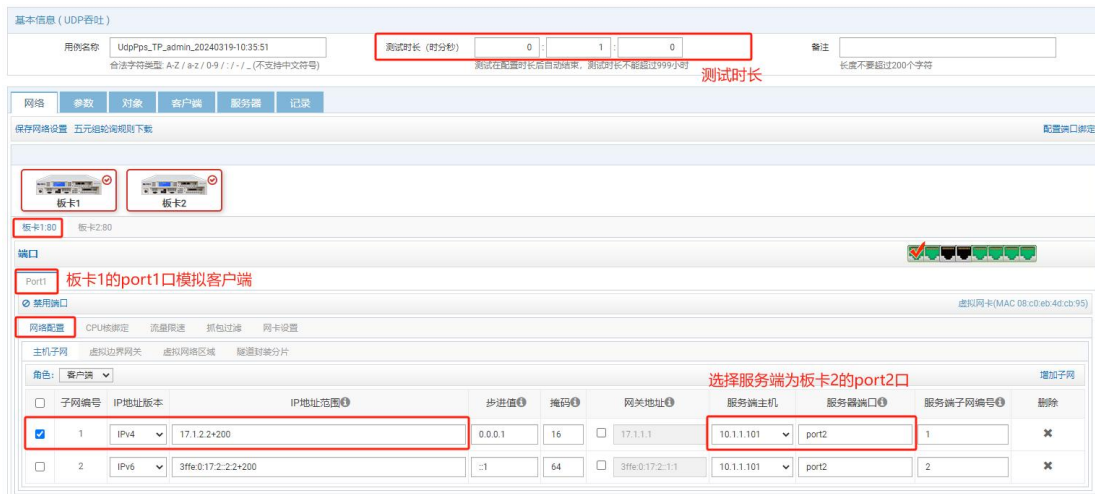 基本信息 ( UDP吞吐 )
用例名称 UdpPps_TP_admin_20240319-10:35:51 测试时长 (时分秒) 0 : 1 : 0 备注
合法字符类型: A-Z / a-z / 0-9 / : / - / _ (不支持中文符号) 测试在配置时长后自动结束，测试时长不能超过999小时 长度不要超过200个字符
测试时长
网络 参数 对象 客户端 服务器 记录
保存网络设置 五元组轮询规则下载 配置端口绑定
板卡1 板卡2
板卡1:80 板卡2:80
端口
Port1 板卡1的port1口模拟客户端
禁用端口 虚拟网卡(MAC 08:c0:eb:4d:cb:95)
网络配置 CPU核绑定 流量限速 抓包过滤 网卡设置
主机子网 虚拟边界网关 虚拟网络区域 隧道封装分片
角色: 客户端 选择服务端为板卡2的port2口 增加子网
子网编号 IP地址版本 IP地址范围 步进值 掩码 网关地址 服务端主机 服务器端口 服务端子网编号 删除
1 IPv4 17.1.2.2+200 0.0.0.1 16 17.1.1.1 10.1.1.101 port2 1
2 IPv6 3ffe:0:17:2::2:2+200 ::1 64 3ffe:0:17:2::1:1 10.1.1.101 port2 2